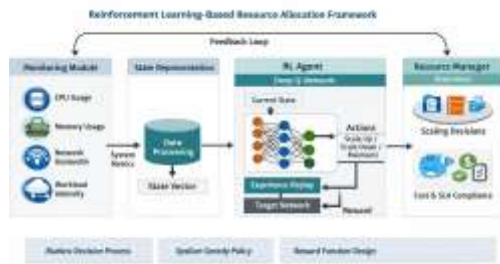 Reinforcement Learning-Based Resource Allocation Framework
Feedback Loop
Monitoring Module
CPU Usage
Memory Usage
Network
Bandwidth
Workload
Intensity
System
Metrics
State Representation
Data
Processing
State Vector
RL Agent
Deep Q-Network
Current State
Actions
Scale Up /
Scale Down /
Experience Replay
Target Network
Reward
Resource Manager
Scaling Decisions
Cost & SLA Compliance
Markov Decision Process
Epsilon-Greedy Policy
Reward Function Design